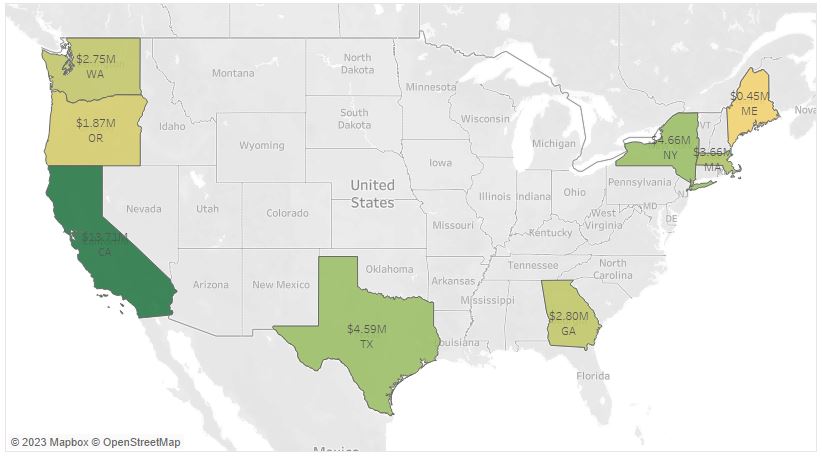 $2.75M
WA
North
Dakota
Montana
Minnesota
$0.45M
ME
Nova
$1.87M
OR
Idaho
South
Dakota
Wisconsin
VT
$4.66M
NY
$3.66M
MA
Wyoming
Michigan
Iowa
Pennsylvania
NJ
Nevada
Utah
Colorado
United
States
Illinois
Indiana
Ohio
MD
DE
West
Virginia
Missouri
Kentucky
$13.71M
CA
Arizona
New Mexico
Oklahoma
Arkansas
Tennessee
North
Carolina
Mississippi
$4.59M
TX
$2.80M
GA
ouisiana
Florida
© 2023 Mapbox © OpenStreetMap
Mexico